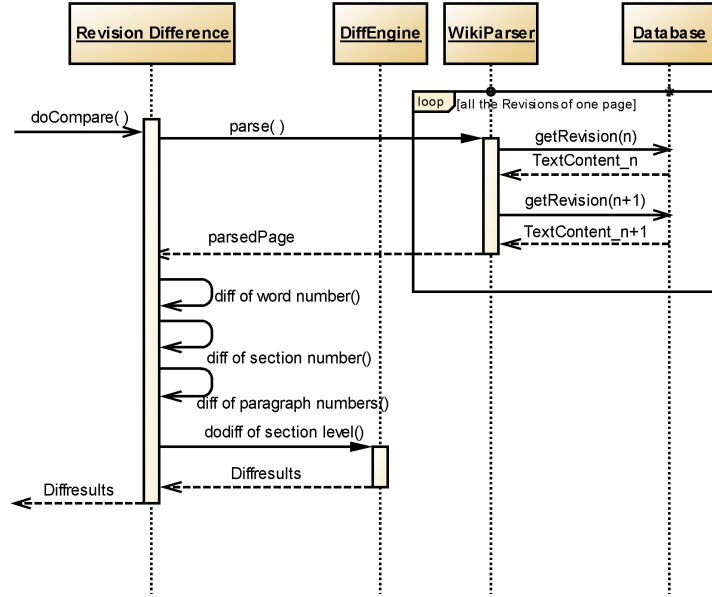 Revision Difference
DiffEngine
WikiParser
Database
loop
[all the Revisions of one page]
doCompare( )
parse( )
getRevision(n)
TextContent_n
getRevision(n+1)
TextContent_n+1
parsedPage
diff of word number()
diff of section number()
diff of paragraph numbers()
dodiff of section level()
Diffresults
Diffresults